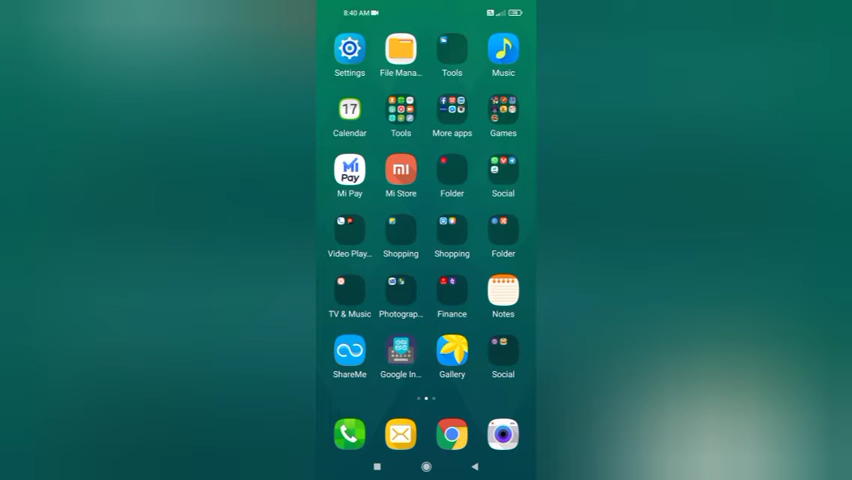 8:40 AM
Settings File Mana... Tools Music
17
Calendar Tools More apps Games
Mi Pay
Mi Pay Mi Store Folder Social
Video Play... Shopping Shopping Folder
TV & Music Photograp... Finance Notes
ShareMe Google In... Gallery Social